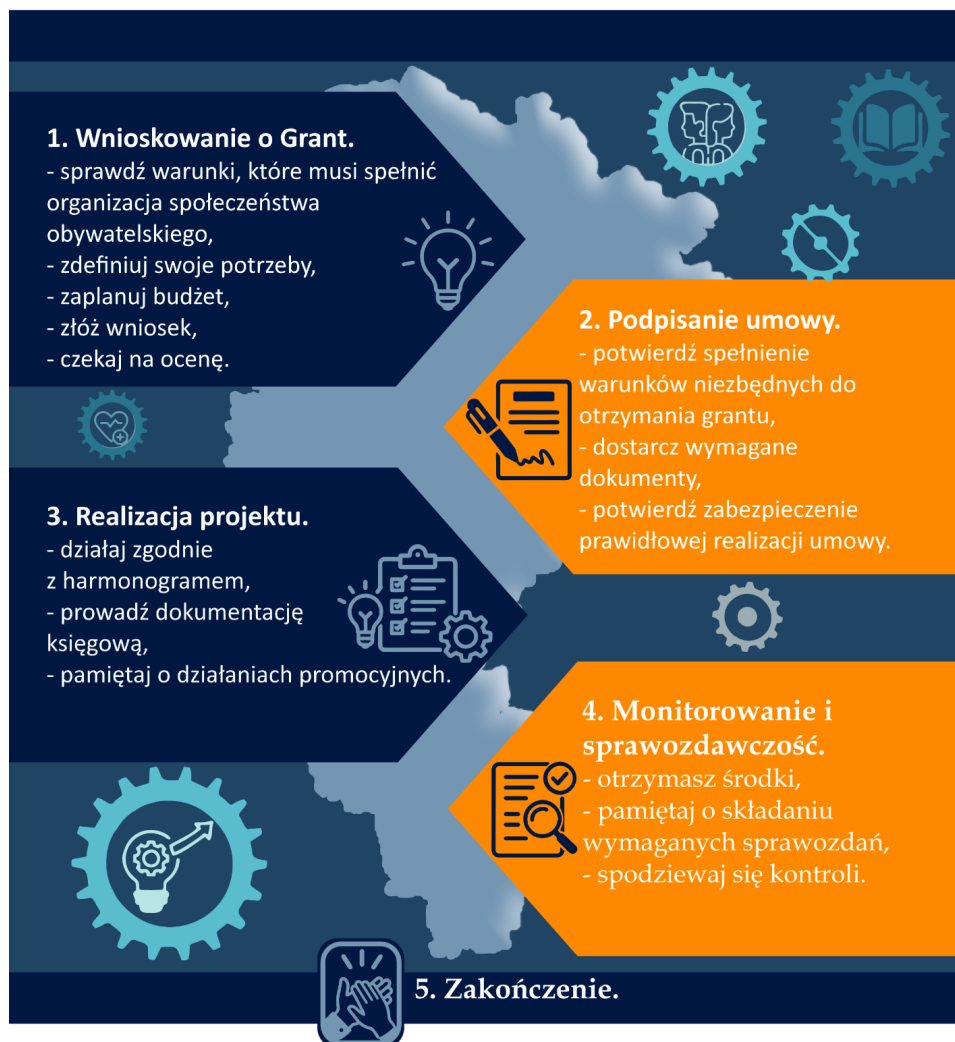 1. Wnioskowanie o Grant.
- sprawdź warunki, które musi spełnić
organizacja społeczeństwa
obywatelskiego,
- zdefiniuj swoje potrzeby,
- zaplanuj budżet,
- złóż wniosek,
- czekaj na ocenę.
2. Podpisanie umowy.
- potwierdź spełnienie
warunków niezbędnych do
otrzymania grantu,
- dostarcz wymagane
dokumenty,
- potwierdź zabezpieczenie
prawidłowej realizacji umowy.
3. Realizacja projektu.
- działaj zgodnie
z harmonogramem,
- prowadź dokumentację
księgową,
- pamiętaj o działaniach promocyjnych.
4. Monitorowanie i
sprawozdawczość.
- otrzymasz środki,
- pamiętaj o składaniu
wymaganych sprawozdań,
- spodziewaj się kontroli.
5. Zakończenie.